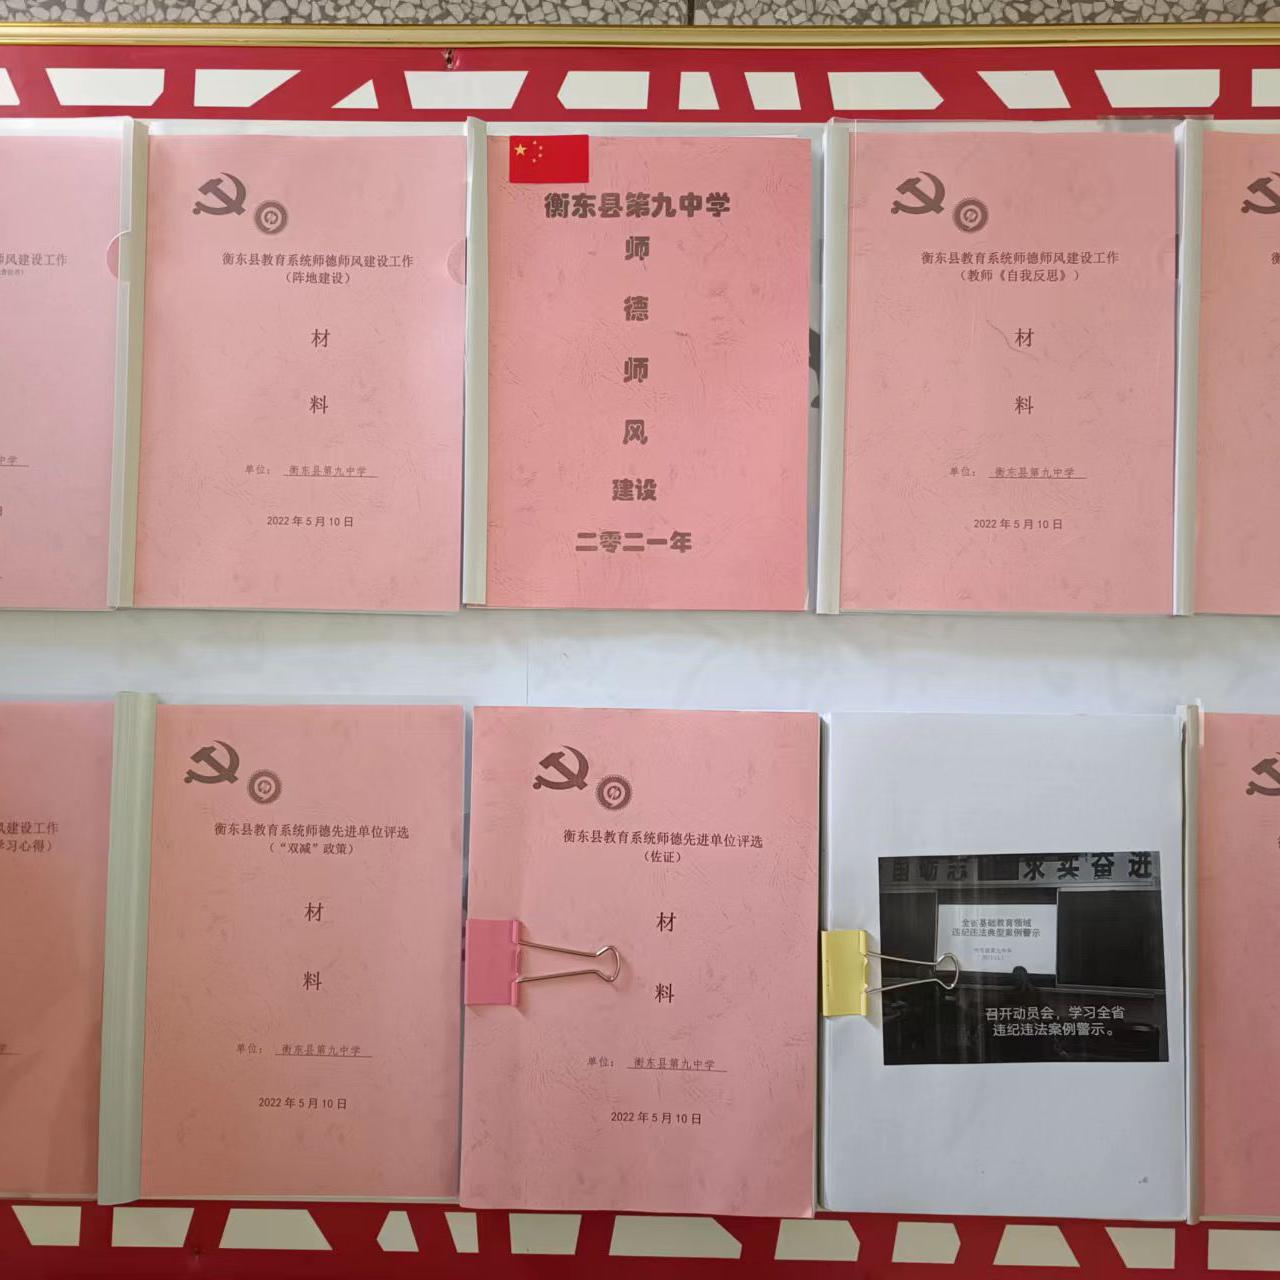 师风建设工作
中学
衡东县教育系统师德师风建设工作
(阵地建设)
材
料
单位: 衡东县第九中学
2022年5月10日
衡东县第九中学
师
德
师
风
建设
二零二一年
衡东县教育系统师德师风建设工作
(教师《自我反思》)
材
料
单位: 衡东县第九中学
2022年5月10日
风建设工作
学习心得)
衡东县教育系统师德先进单位评选
(“双减”政策)
材
料
单位: 衡东县第九中学
2022年5月10日
衡东县教育系统师德先进单位评选
(佐证)
材
料
单位: 衡东县第九中学
2022年5月10日
励志 求实奋进
全省基础教育领域
违纪违法典型案例警示
召开动员会，学习全省
违纪违法案例警示。